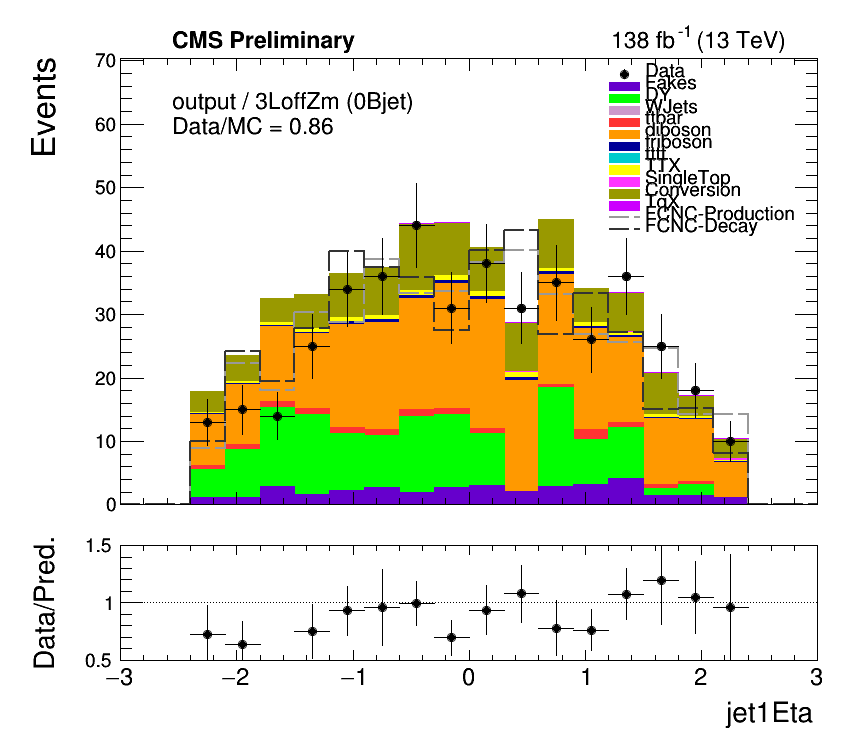 CMS Preliminary
138 fb-1 (13 TeV)
Events
output / 3LoffZm (0Bjet)
Data/MC = 0.86
Data
Fakes
DY
WJets
ttbar
diboson
triboson
tttt
TTX
SingleTop
Conversion
TqX
FCNC-Production
FCNC-Decay
70
60
50
40
30
20
10
0
Data/Pred.
1.5
1
0.5
−3
−2
−1
0
1
2
3
jet1Eta